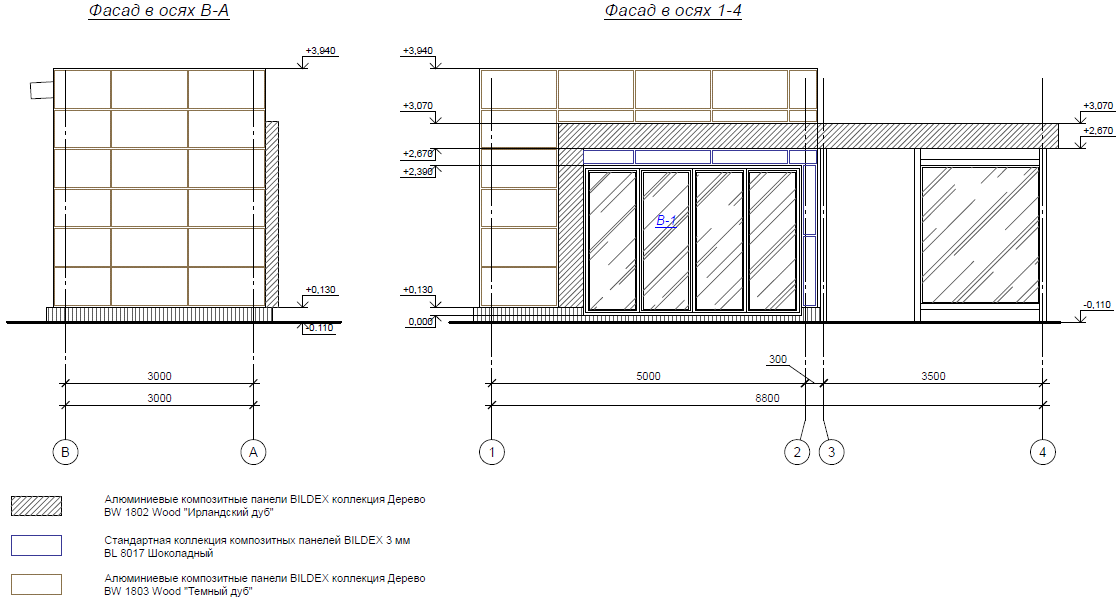 Фасад в осях В-А
Фасад в осях 1-4
+3,940
+3,940
+3,070
+3,070
+2,670
+2,670
+2,390
В-1
+0,130
+0,130
0,000
-0.110
-0,110
300
3000
5000
3500
3000
8800
В
А
1
2
3
4
Алюминиевые композитные панели BILDEX коллекция Дерево
BW 1802 Wood "Ирландский дуб"
Стандартная коллекция композитных панелей BILDEX 3 мм
BL 8017 Шоколадный
Алюминиевые композитные панели BILDEX коллекция Дерево
BW 1803 Wood "Темный дуб"